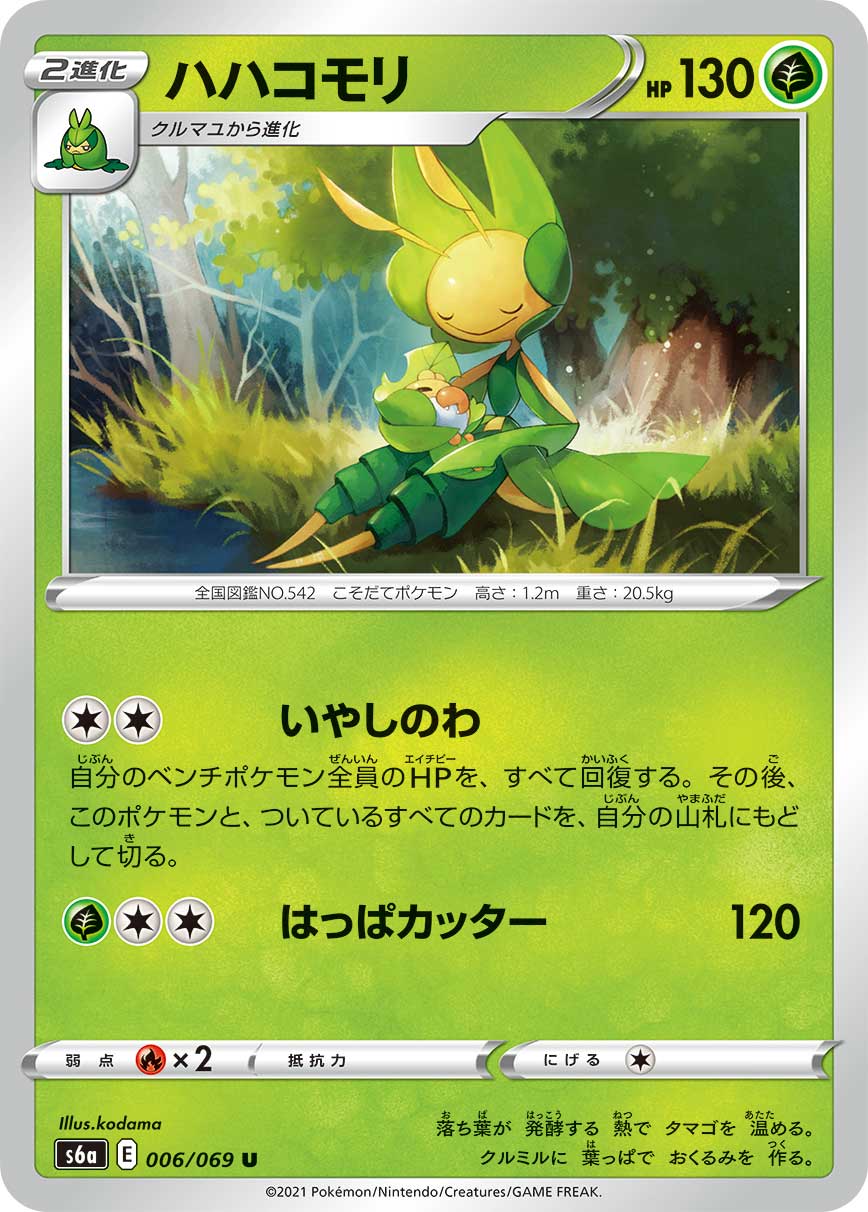 2進化
ハハコモリ
HP 130
クルマユから進化
全国図鑑NO.542 こそだてポケモン 高さ：1.2m 重さ：20.5kg
いやしのわ
自分のベンチポケモン全員のHPを、すべて回復する。その後、
このポケモンと、ついているすべてのカードを、自分の山札にもど
して切る。
はっぱカッター 120
弱点 ×2 抵抗力 にげる
Illus.kodama
落ち葉が 発酵する 熱で タマゴを 温める。
クルミルに 葉っぱで おくるみを 作る。
s6a E 006/069 U
©2021 Pokémon/Nintendo/Creatures/GAME FREAK.